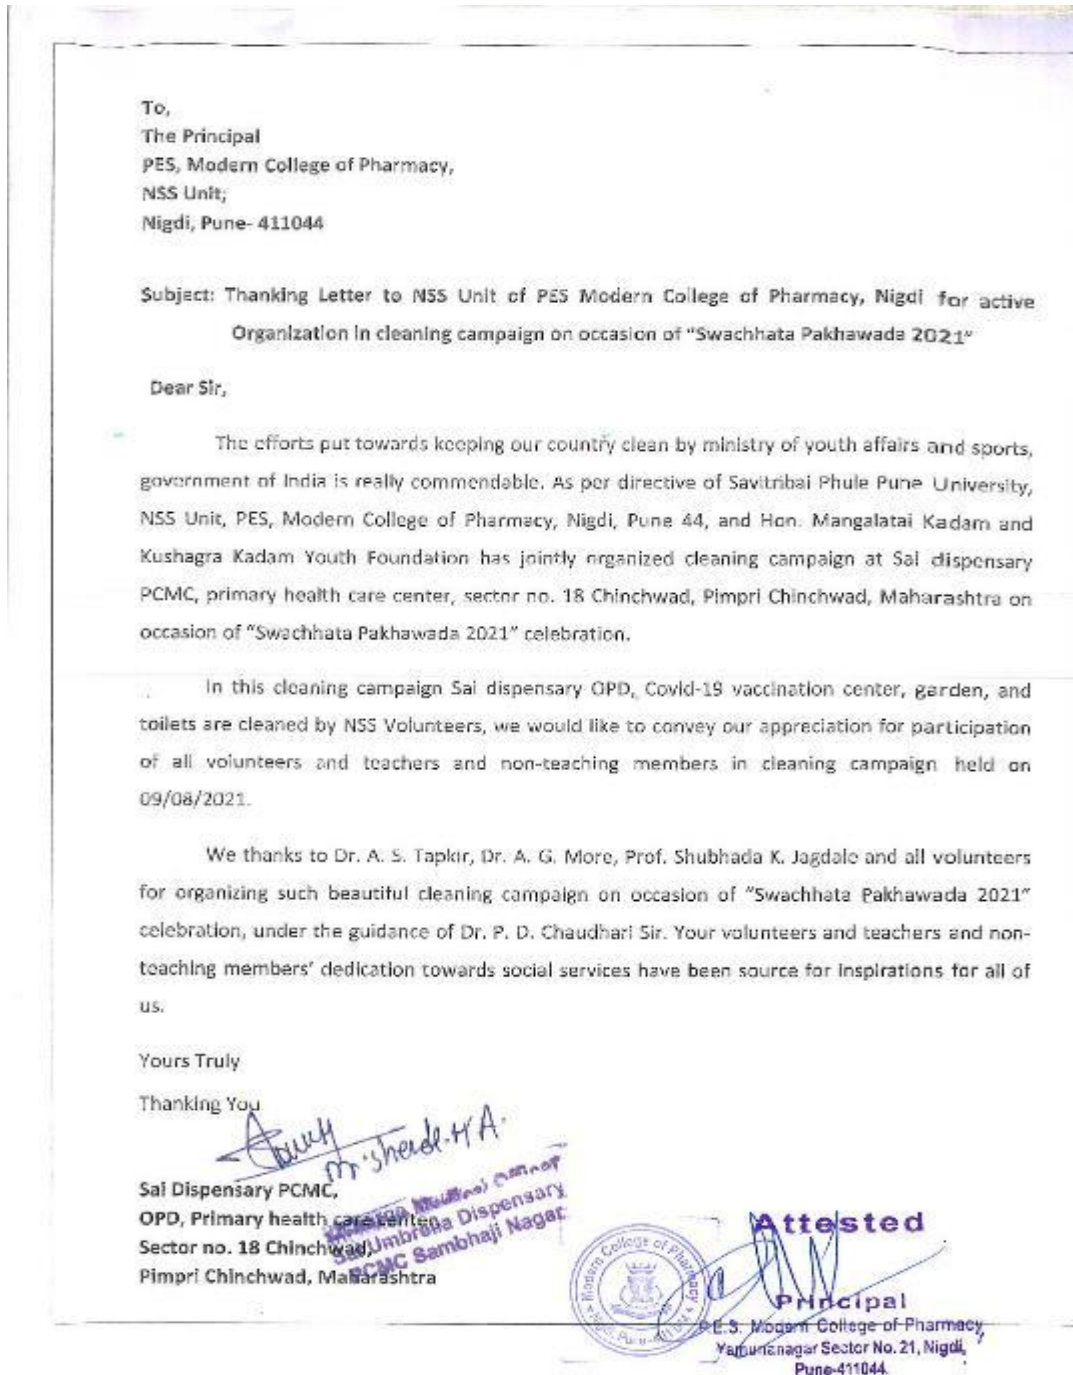 To,
The Principal
PES, Modern College of Pharmacy,
NSS Unit,
Nigdi, Pune- 411044
Subject: Thanking Letter to NSS Unit of PES Modern College of Pharmacy, Nigdi for active
Organization in cleaning campaign on occasion of "Swachhata Pakhawada 2021"
Dear Sir,
The efforts put towards keeping our country clean by ministry of youth affairs and sports,
government of India is really commendable. As per directive of Savitribai Phule Pune University,
NSS Unit, PES, Modern College of Pharmacy, Nigdi, Pune 44, and Hon. Mangalatai Kadam and
Kushagra Kadam Youth Foundation has jointly organized cleaning campaign at Sai dispensary
PCMC, primary health care center, sector no. 18 Chinchwad, Pimpri Chinchwad, Maharashtra on
occasion of "Swachhata Pakhawada 2021" celebration.
In this cleaning campaign Sai dispensary OPD, Covid-19 vaccination center, garden, and
toilets are cleaned by NSS Volunteers, we would like to convey our appreciation for participation
of all volunteers and teachers and non-teaching members in cleaning campaign held on
09/08/2021.
We thanks to Dr. A. S. Tapkir, Dr. A. G. More, Prof. Shubhada K. Jagdale and all volunteers
for organizing such beautiful cleaning campaign on occasion of "Swachhata Pakhawada 2021"
celebration, under the guidance of Dr. P. D. Chaudhari Sir. Your volunteers and teachers and non-
teaching members' dedication towards social services have been source for inspirations for all of
us.
Yours Truly
Thanking You
Sai Dispensary PCMC,
OPD, Primary health care center,
Sector no. 18 Chinchwad,
Pimpri Chinchwad, Maharashtra
Medical Officer
Umbrella Dispensary
PCMC Sambhaji Nagar
Modern College of Pharmacy
Attested
Principal
P.E.S. Modern College of Pharmacy,
Yamunanagar Sector No. 21, Nigdi,
Pune-411044.